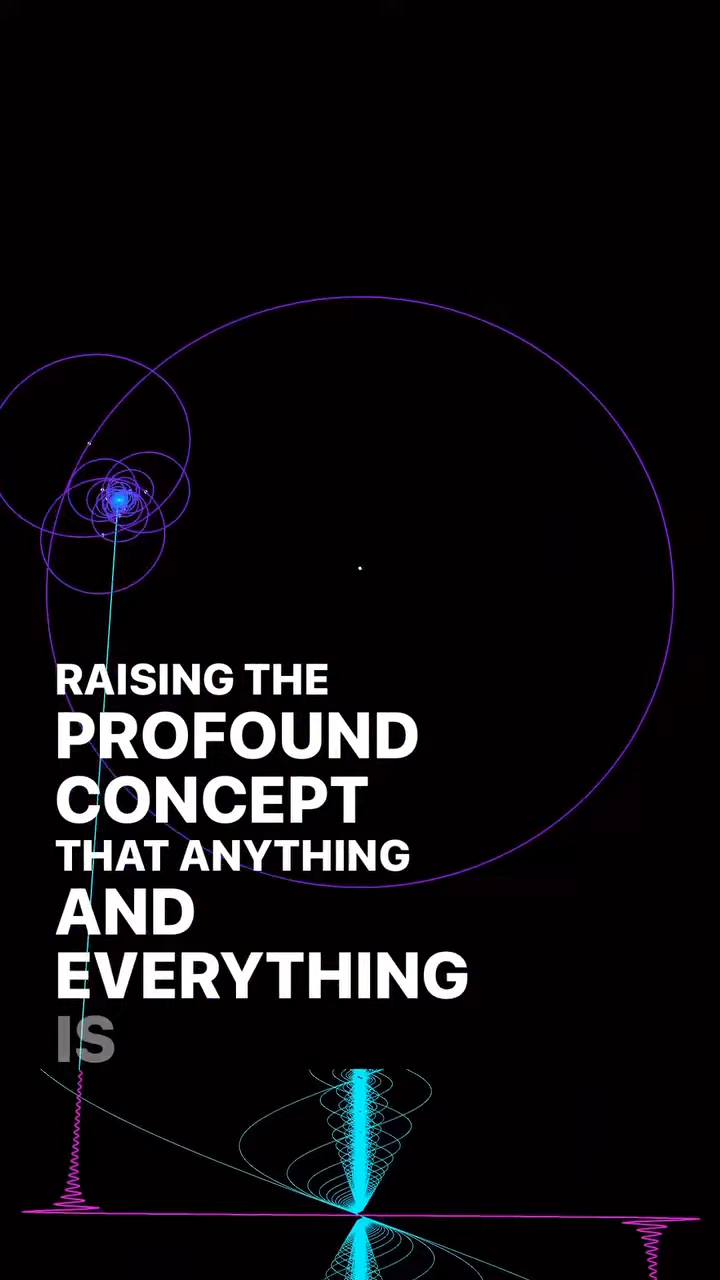 RAISING THE
PROFOUND
CONCEPT
THAT ANYTHING
AND
EVERYTHING
IS